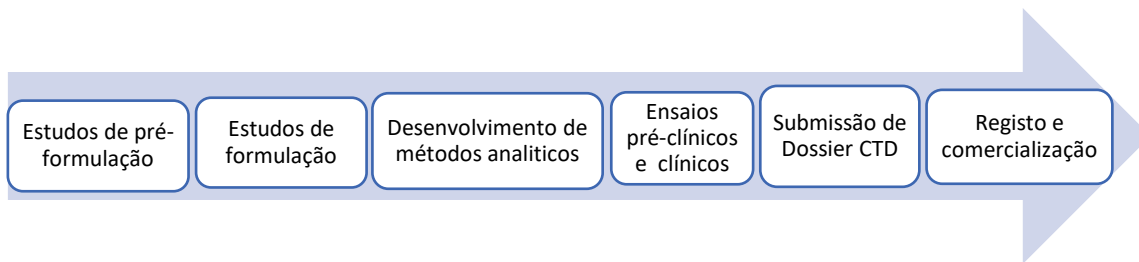 Estudos de pré-
formulação
Estudos de
formulação
Desenvolvimento de
métodos analiticos
Ensaios
pré-clínicos
e clínicos
Submissão de
Dossier CTD
Registo e
comercialização